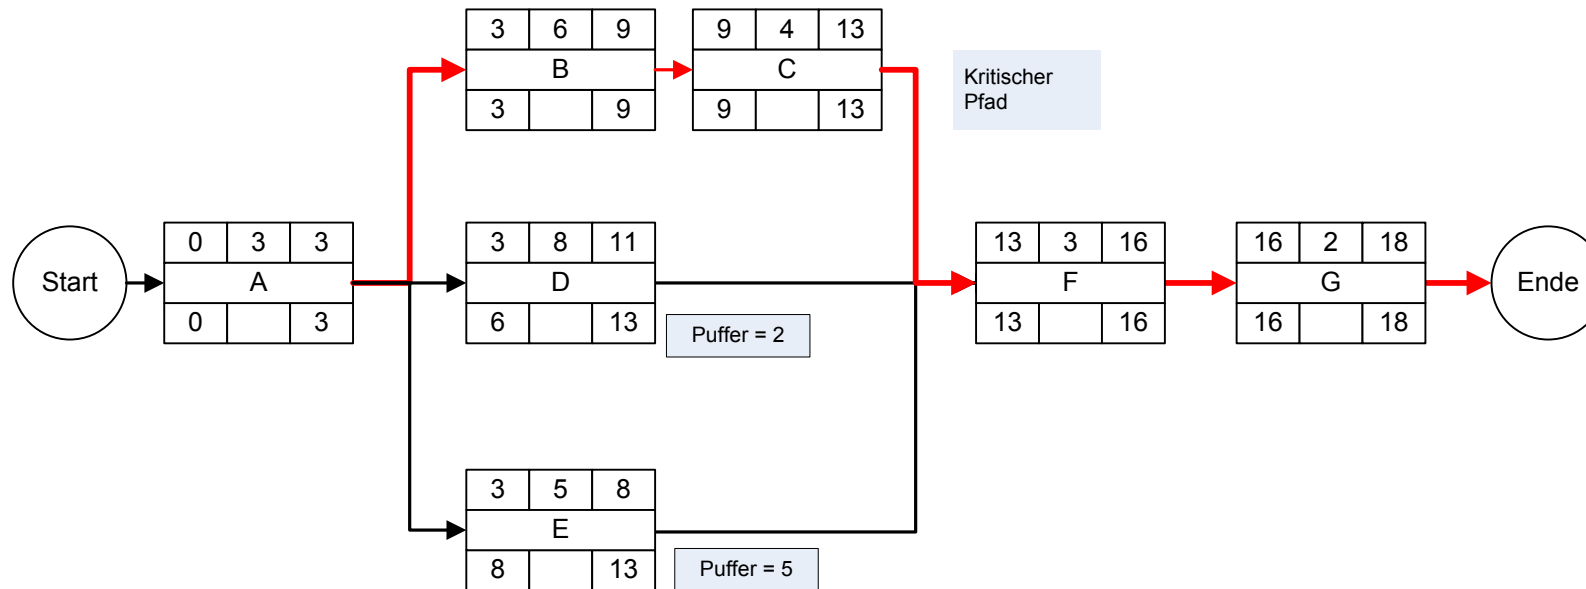 3 6 9
B
3 9
9 4 13
C
9 13
Kritischer
Pfad
Start
0 3 3
A
0 3
3 8 11
D
6 13
Puffer = 2
13 3 16
F
13 16
16 2 18
G
16 18
Ende
3 5 8
E
8 13
Puffer = 5